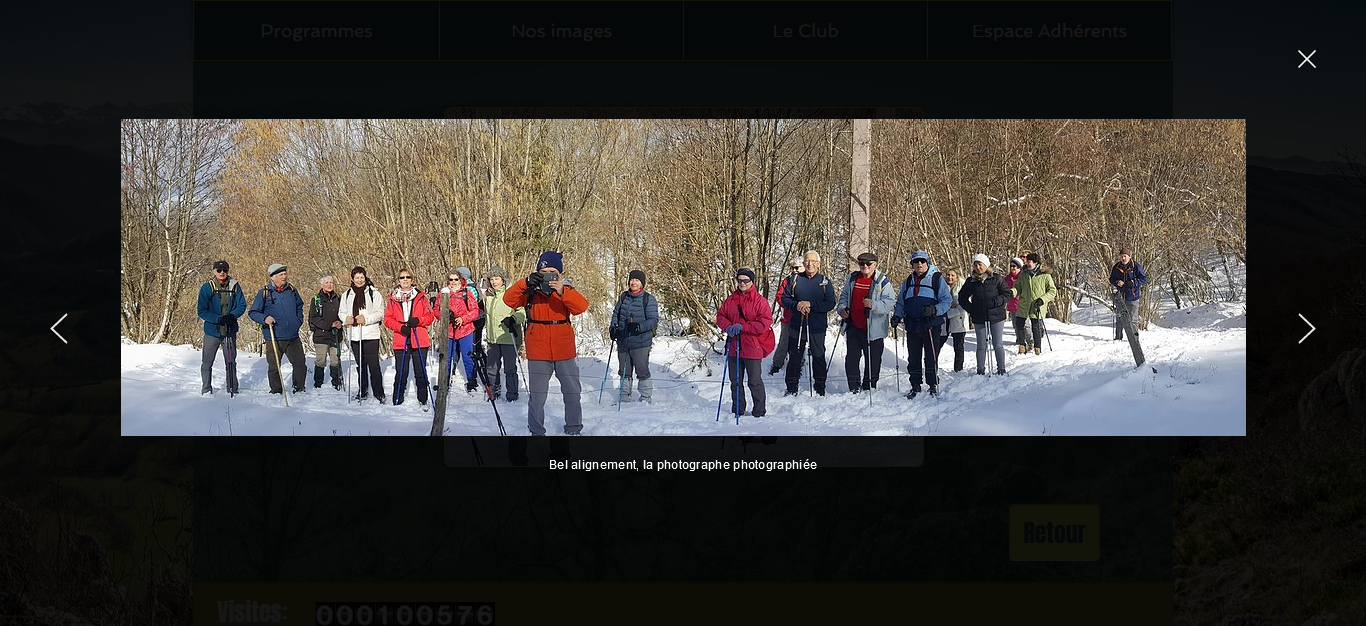 Programmes
Nos images
Le Club
Espace Adhérents
Bel alignement, la photographe photographiée
Retour
Visites:
000100576